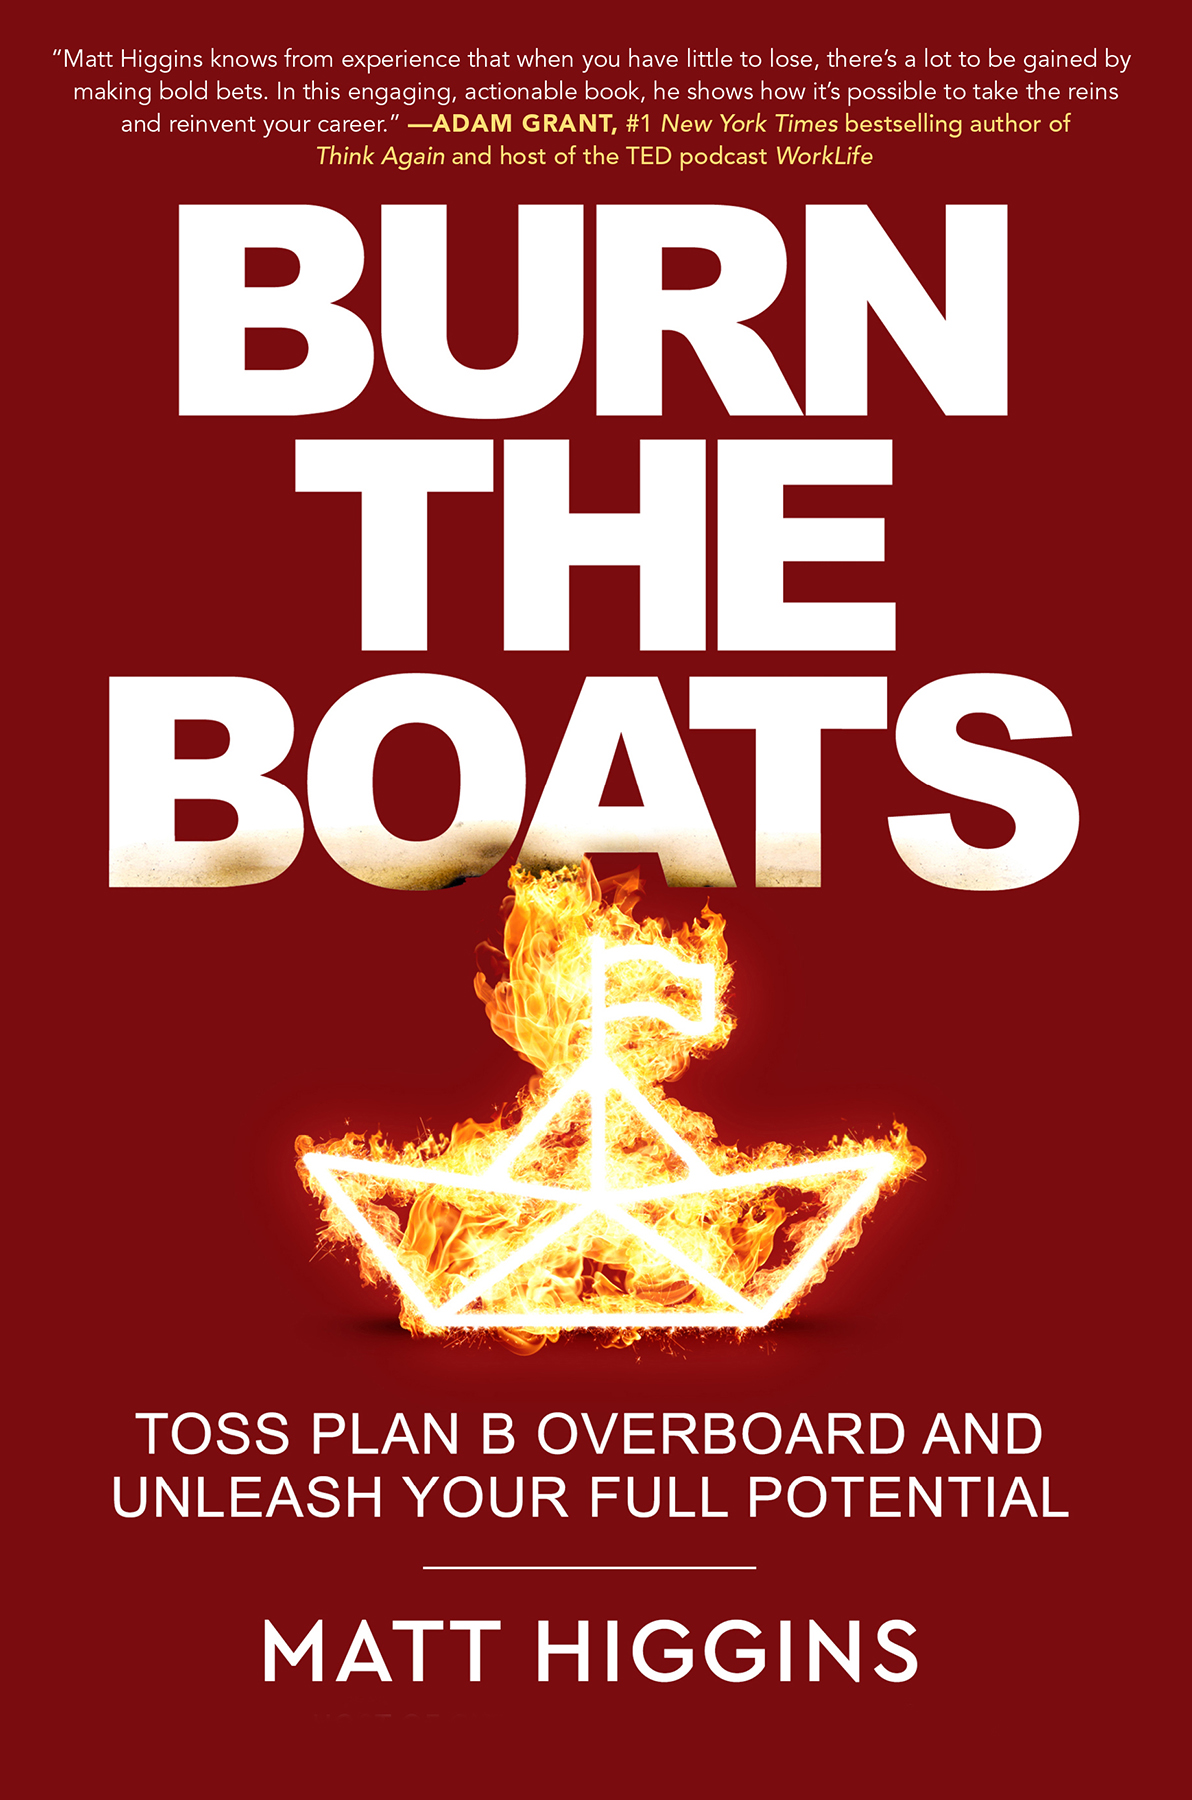 “Matt Higgins knows from experience that when you have little to lose, there’s a lot to be gained by
making bold bets. In this engaging, actionable book, he shows how it’s possible to take the reins
and reinvent your career.” —ADAM GRANT, #1 New York Times bestselling author of
Think Again and host of the TED podcast WorkLife
BURN
THE
BOATS
TOSS PLAN B OVERBOARD AND
UNLEASH YOUR FULL POTENTIAL
MATT HIGGINS